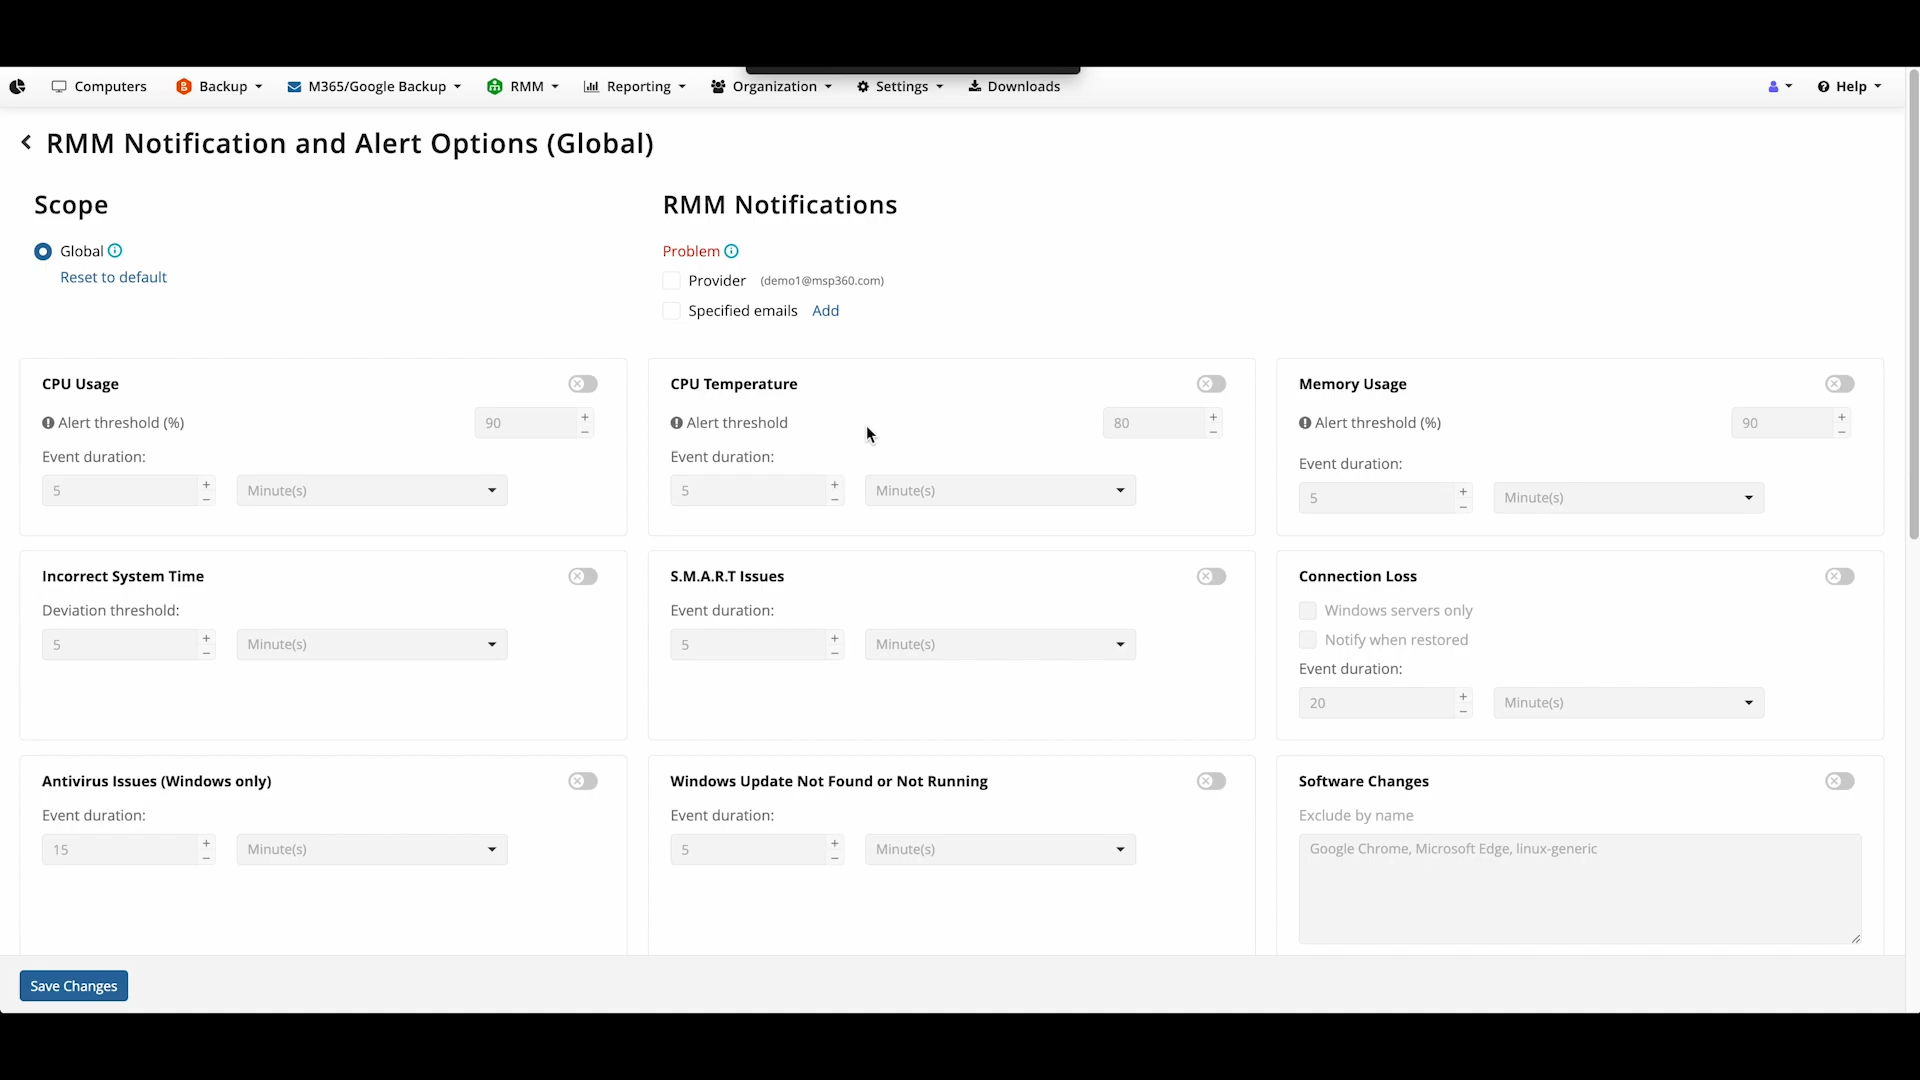 Computers Backup M365/Google Backup RMM Reporting Organization Settings Downloads Help
RMM Notification and Alert Options (Global)
Scope
Global
Reset to default
RMM Notifications
Problem
Provider (demo1@msp360.com)
Specified emails Add
CPU Usage
Alert threshold (%) 90
Event duration:
5 Minute(s)
CPU Temperature
Alert threshold 80
Event duration:
5 Minute(s)
Memory Usage
Alert threshold (%) 90
Event duration:
5 Minute(s)
Incorrect System Time
Deviation threshold:
5 Minute(s)
S.M.A.R.T Issues
Event duration:
5 Minute(s)
Connection Loss
Windows servers only
Notify when restored
Event duration:
20 Minute(s)
Antivirus Issues (Windows only)
Event duration:
15 Minute(s)
Windows Update Not Found or Not Running
Event duration:
5 Minute(s)
Software Changes
Exclude by name
Google Chrome, Microsoft Edge, linux-generic
Save Changes